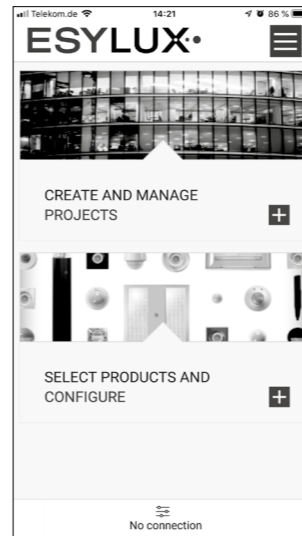 Telekom.de 14:21 86 %
ESYLUX
CREATE AND MANAGE
PROJECTS
SELECT PRODUCTS AND
CONFIGURE
No connection